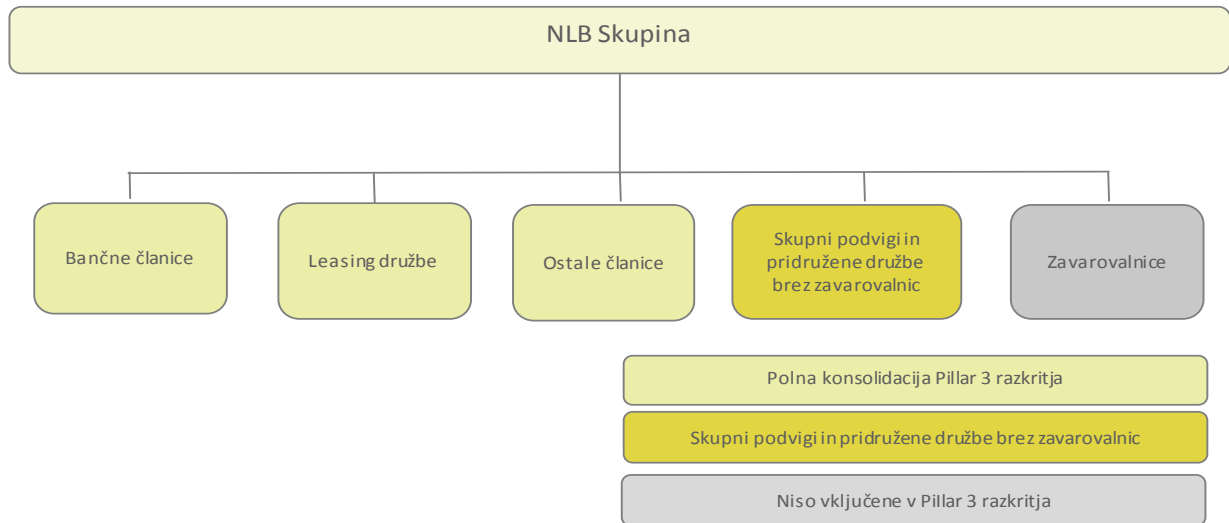 NLB Skupina
Bančne članice
Leasing družbe
Ostale članice
Skupni podvigi in
pridružene družbe
brez zavarovalnic
Zavarovalnice
Polna konsolidacija Pillar 3 razkritja
Skupni podvigi in pridružene družbe brez zavarovalnic
Niso vključene v Pillar 3 razkritja